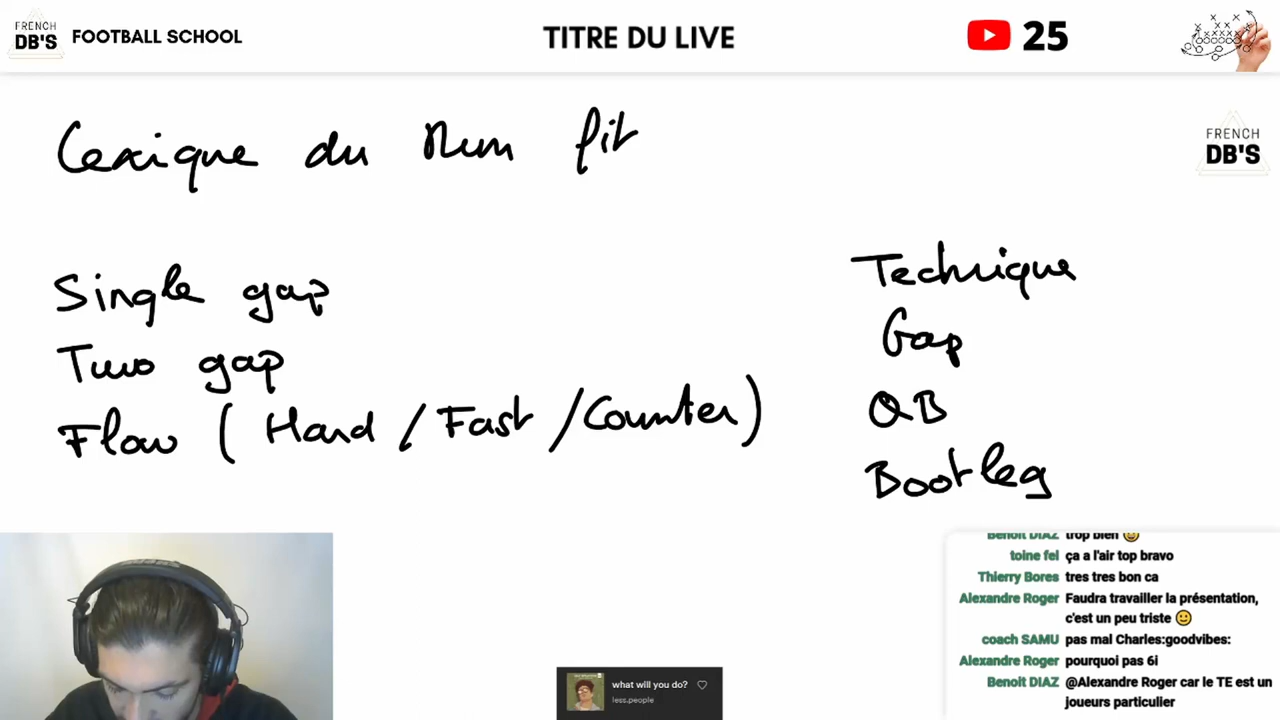 FRENCH
DB'S
FOOTBALL SCHOOL
TITRE DU LIVE
25
Lexique du Run fit
FRENCH
DB'S
Single gap
Two gap
Flow ( Hard / Fast / Counter )
Technique
Gap
QB
Bootleg
Benoit DIAZ trop bien 🙂
toine fel ça a l'air top bravo
Thierry Bores tres tres bon ca
Alexandre Roger Faudra travailler la présentation,
c'est un peu triste 🙂
coach SAMU pas mal Charles:goodvibes:
Alexandre Roger pourquoi pas 6i
Benoit DIAZ @Alexandre Roger car le TE est un
joueurs particulier
what will you do?
less.people